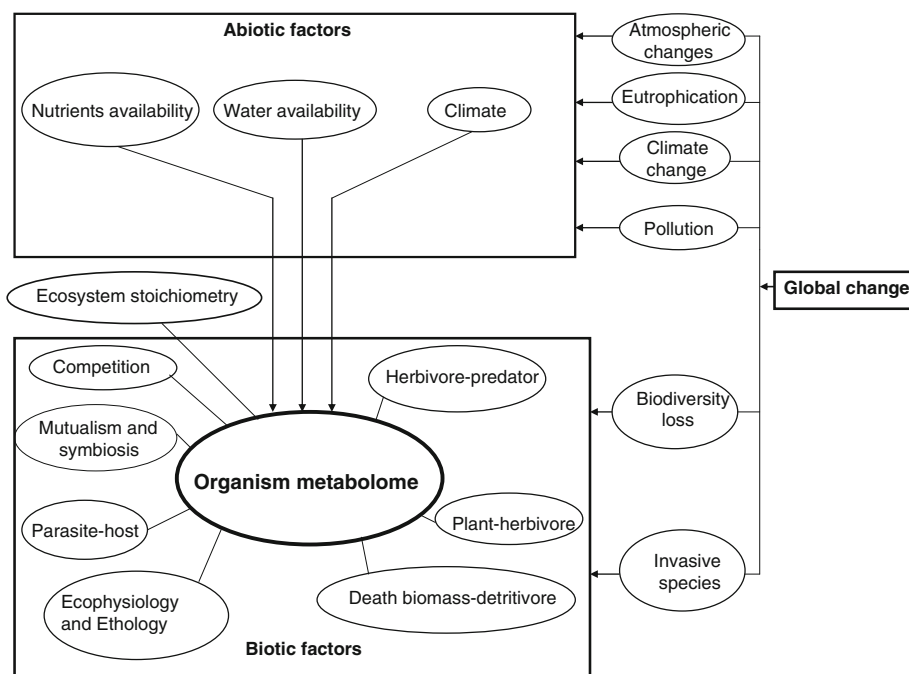 Abiotic factors
Nutrients availability
Water availability
Climate
Atmospheric
changes
Eutrophication
Climate
change
Pollution
Global change
Ecosystem stoichiometry
Competition
Herbivore-predator
Mutualism and
symbiosis
Organism metabolome
Parasite-host
Plant-herbivore
Ecophysiology
and Ethology
Death biomass-detritivore
Biotic factors
Biodiversity
loss
Invasive
species